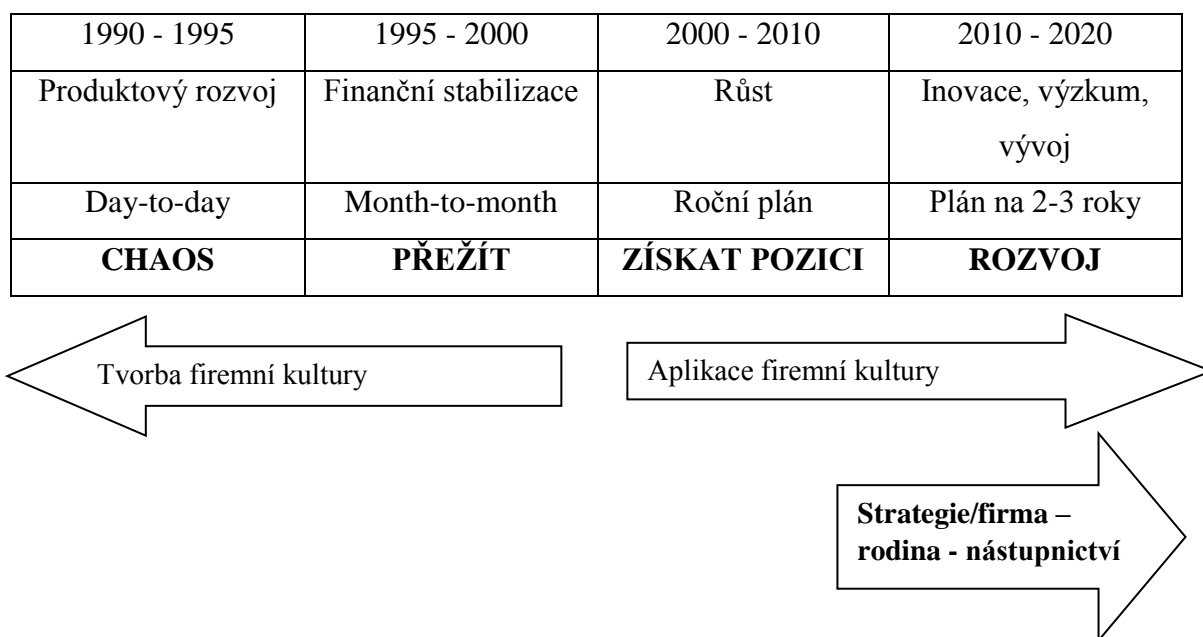 1990 - 1995 1995 - 2000 2000 - 2010 2010 - 2020
Produktový rozvoj Finanční stabilizace Růst Inovace, výzkum,
vývoj
Day-to-day Month-to-month Roční plán Plán na 2-3 roky
CHAOS PŘEŽÍT ZÍSKAT POZICI ROZVOJ
Tvorba firemní kultury Aplikace firemní kultury
Strategie/firma –
rodina - nástupnictví